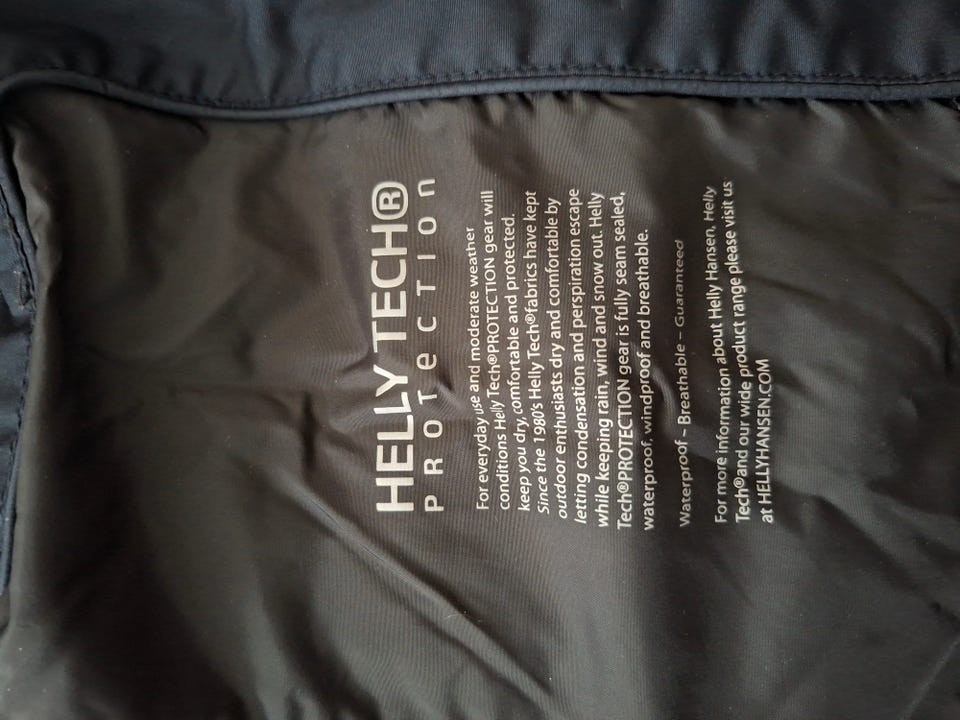 HELLY TECH®
PROTeCTION
For everyday use and moderate weather
conditions Helly Tech®PROTECTION gear will
keep you dry, comfortable and protected.
Since the 1980's Helly Tech®fabrics have kept
outdoor enthusiasts dry and comfortable by
letting condensation and perspiration escape
while keeping rain, wind and snow out. Helly
Tech®PROTECTION gear is fully seam sealed,
waterproof, windproof and breathable.
Waterproof ~ Breathable ~ Guaranteed
For more information about Helly Hansen, Helly
Tech®and our wide product range please visit us
at HELLYHANSEN.COM